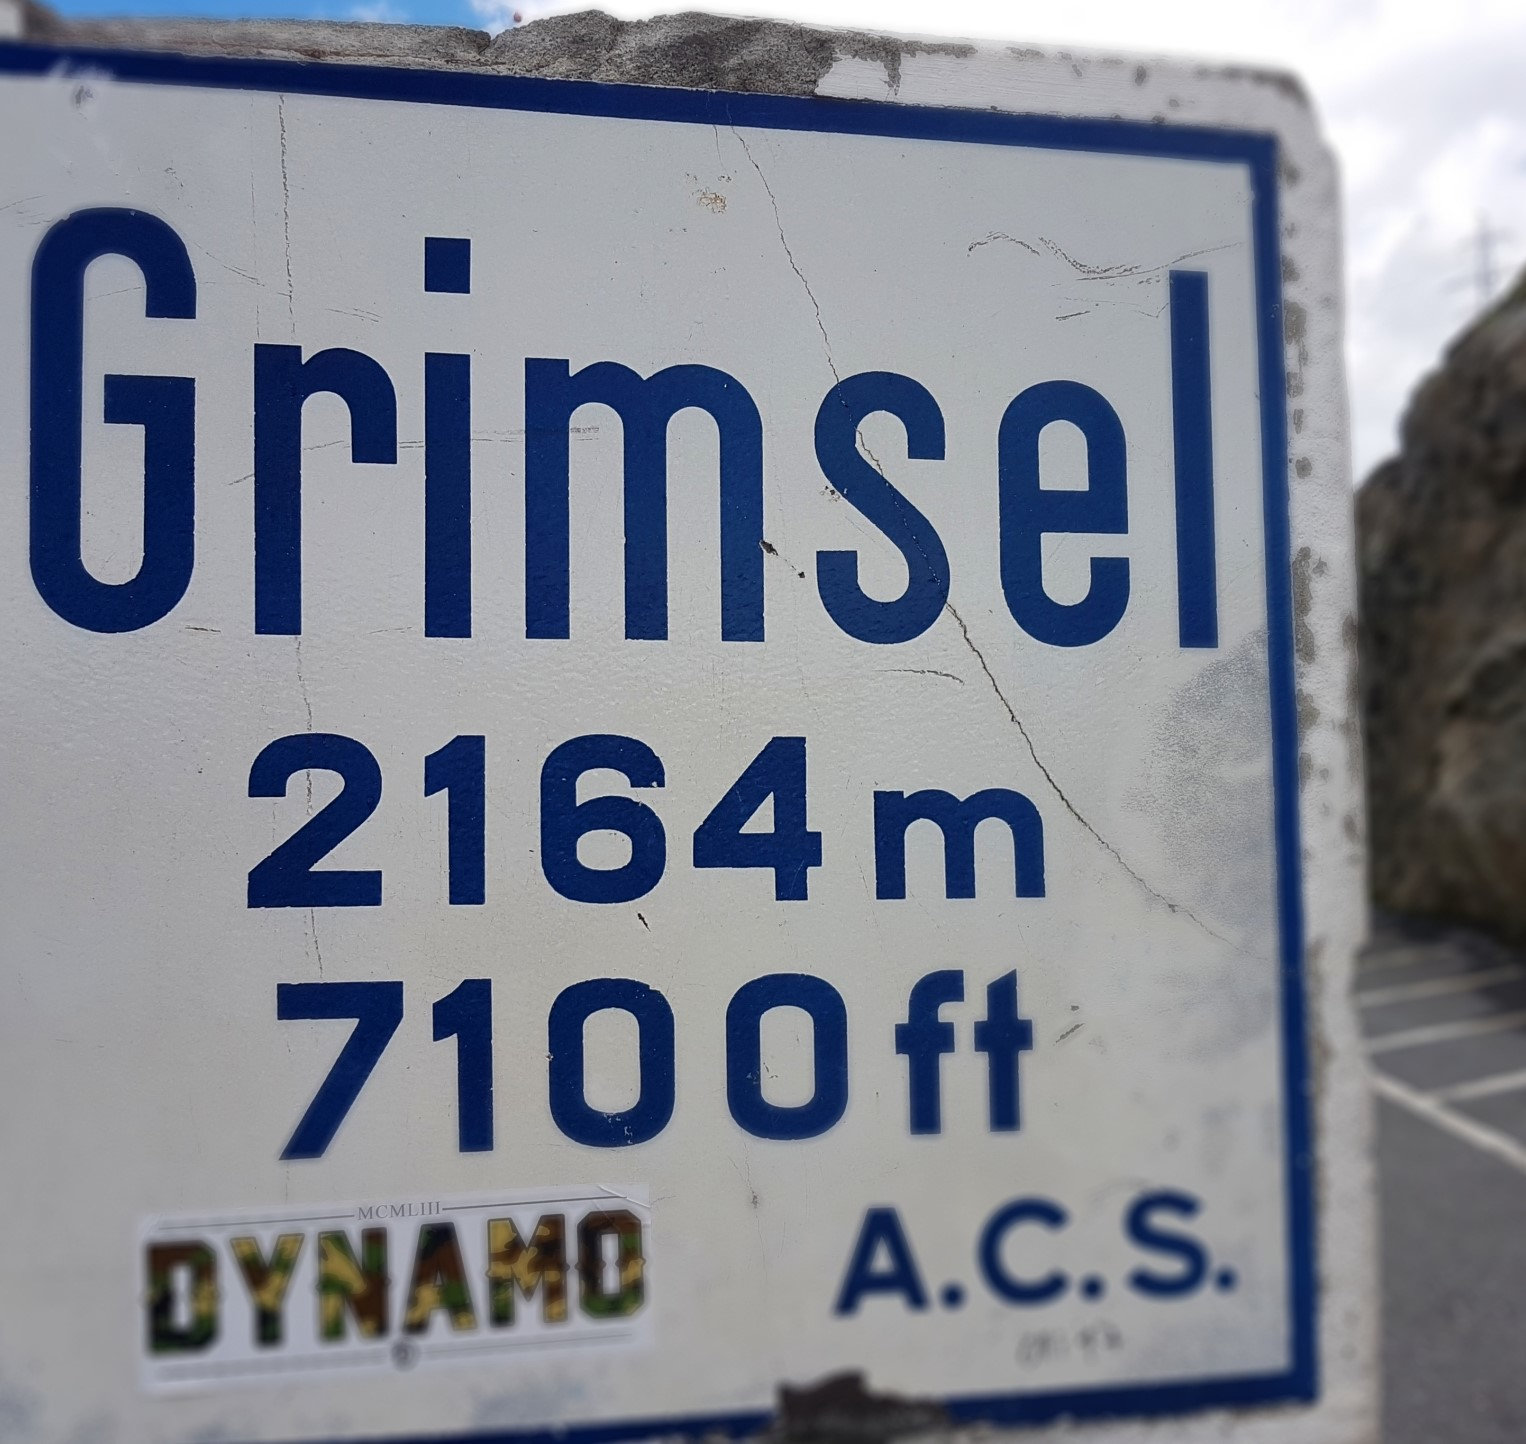 Grimsel
2164 m
7100 ft
A.C.S.
MCMLIII
DYNAMO